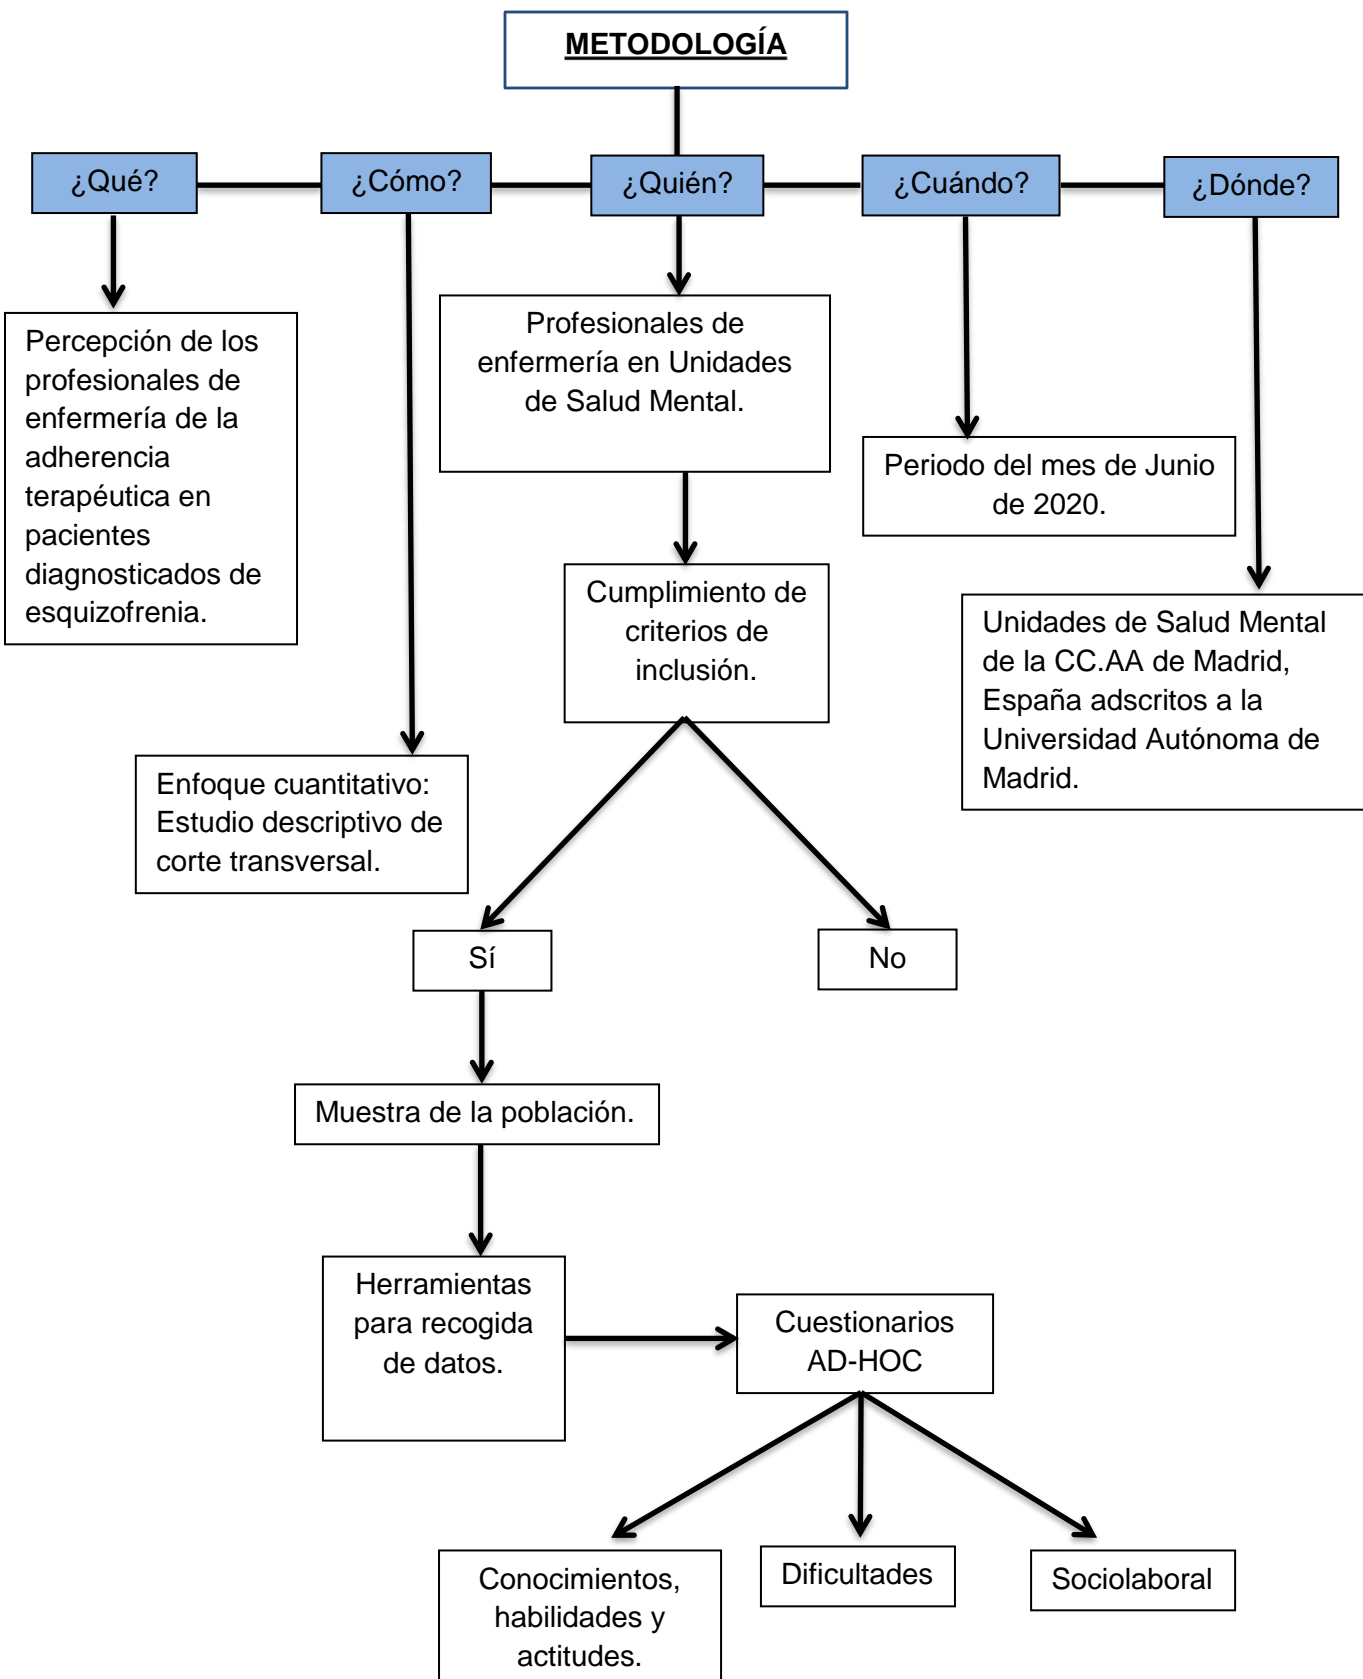 METODOLOGÍA
¿Qué?
¿Cómo?
¿Quién?
¿Cuándo?
¿Dónde?
Percepción de los
profesionales de
enfermería de la
adherencia
terapéutica en
pacientes
diagnosticados de
esquizofrenia.
Enfoque cuantitativo:
Estudio descriptivo de
corte transversal.
Profesionales de
enfermería en Unidades
de Salud Mental.
Periodo del mes de Junio
de 2020.
Unidades de Salud Mental
de la CC.AA de Madrid,
España adscritos a la
Universidad Autónoma de
Madrid.
Cumplimiento de
criterios de
inclusión.
Sí
No
Muestra de la población.
Herramientas
para recogida
de datos.
Cuestionarios
AD-HOC
Conocimientos,
habilidades y
actitudes.
Dificultades
Sociolaboral